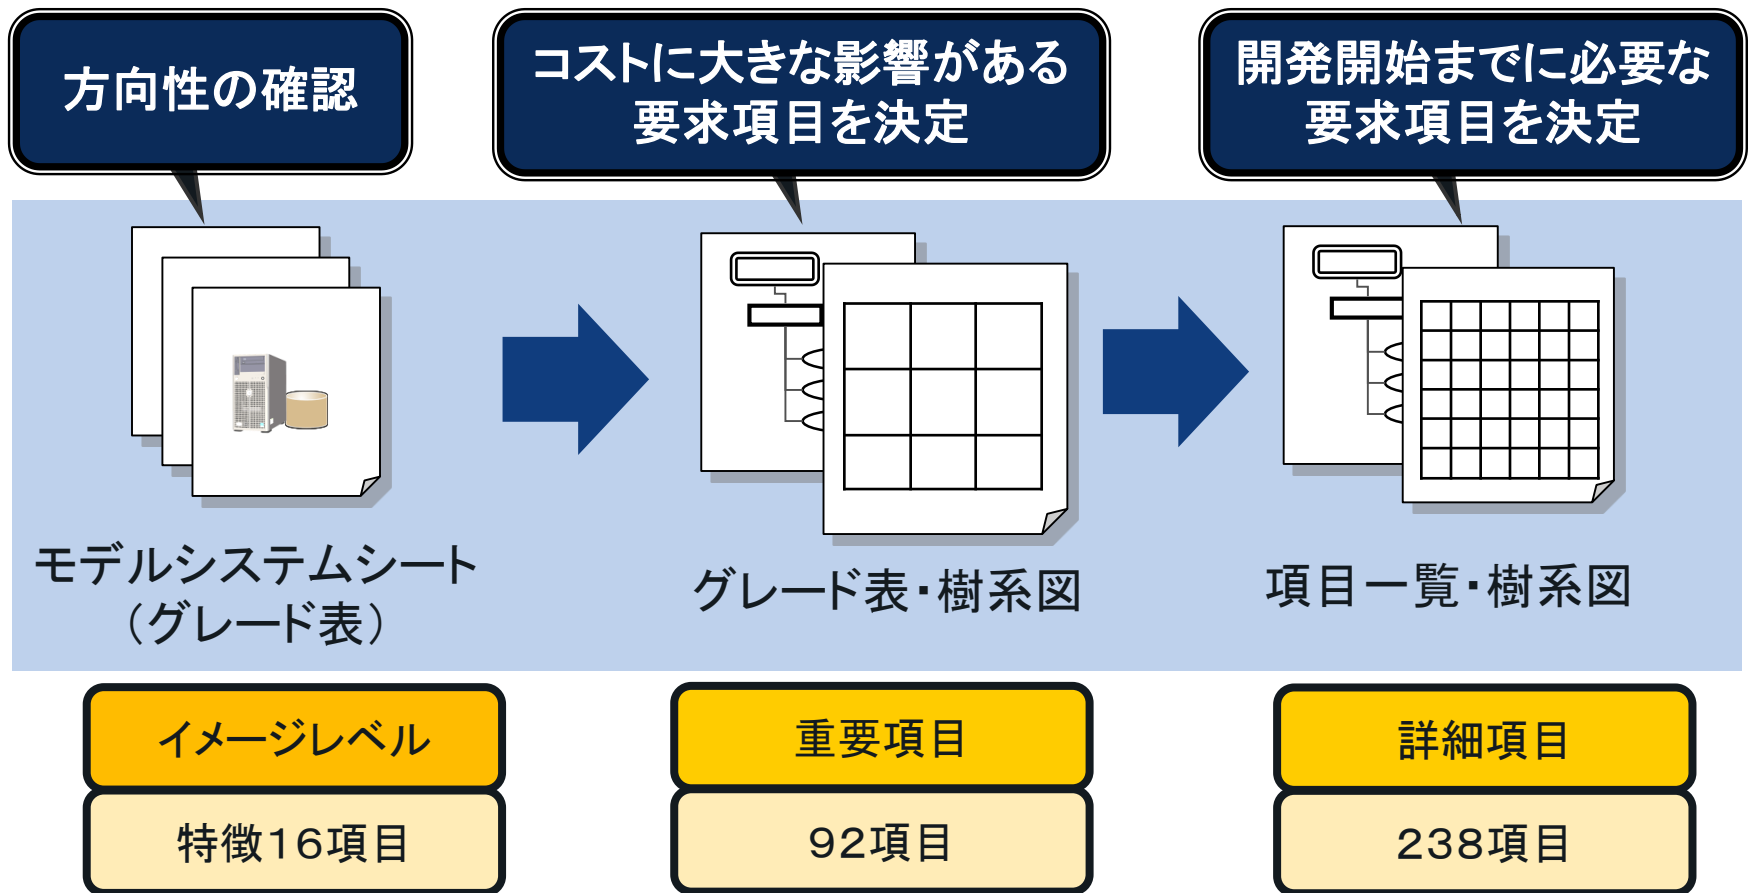 方向性の確認
コストに大きな影響がある
要求項目を決定
開発開始までに必要な
要求項目を決定
モデルシステムシート
（グレード表）
グレード表・樹系図
項目一覧・樹系図
イメージレベル
特徴１６項目
重要項目
９２項目
詳細項目
２３８項目